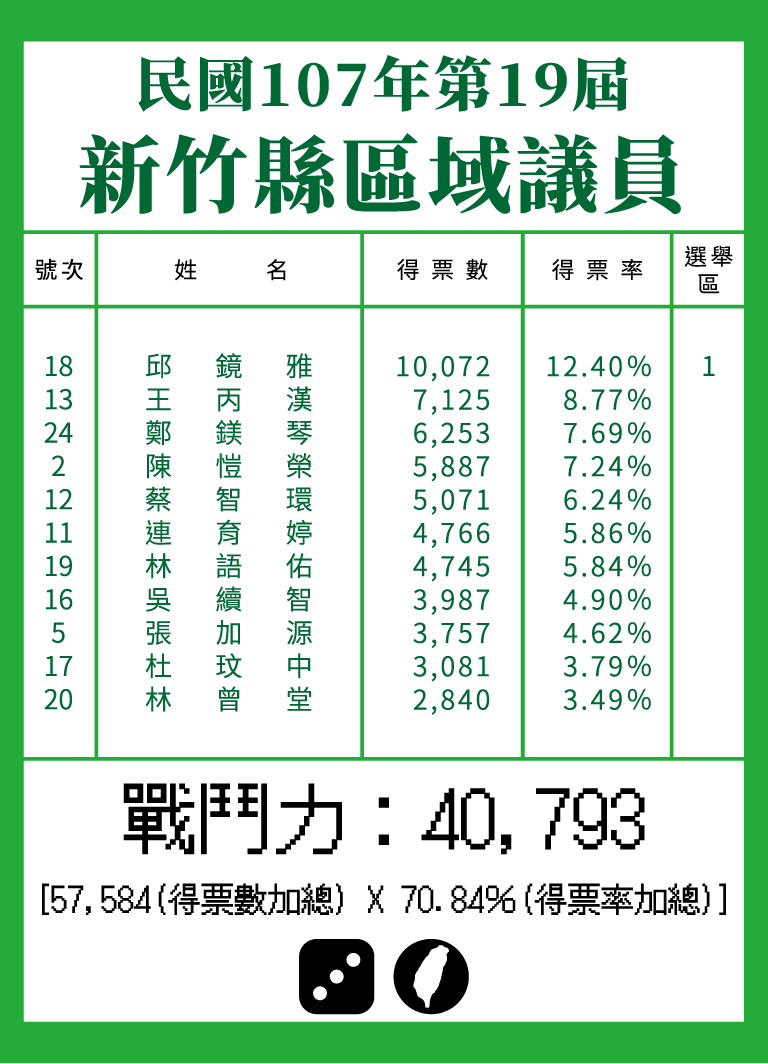 民國107年第19屆
新竹縣區域議員
號次 姓名 得票數 得票率 選舉區
18 邱鏡雅 10,072 12.40% 1
13 王丙漢 7,125 8.77%
24 鄭鎂琴 6,253 7.69%
2 陳愷榮 5,887 7.24%
12 蔡智環 5,071 6.24%
11 連育婷 4,766 5.86%
19 林語佑 4,745 5.84%
16 吳續智 3,987 4.90%
5 張加源 3,757 4.62%
17 杜玟中 3,081 3.79%
20 林曾堂 2,840 3.49%
戰鬥力：40,793
[57,584(得票數加總) X 70.84%(得票率加總)]